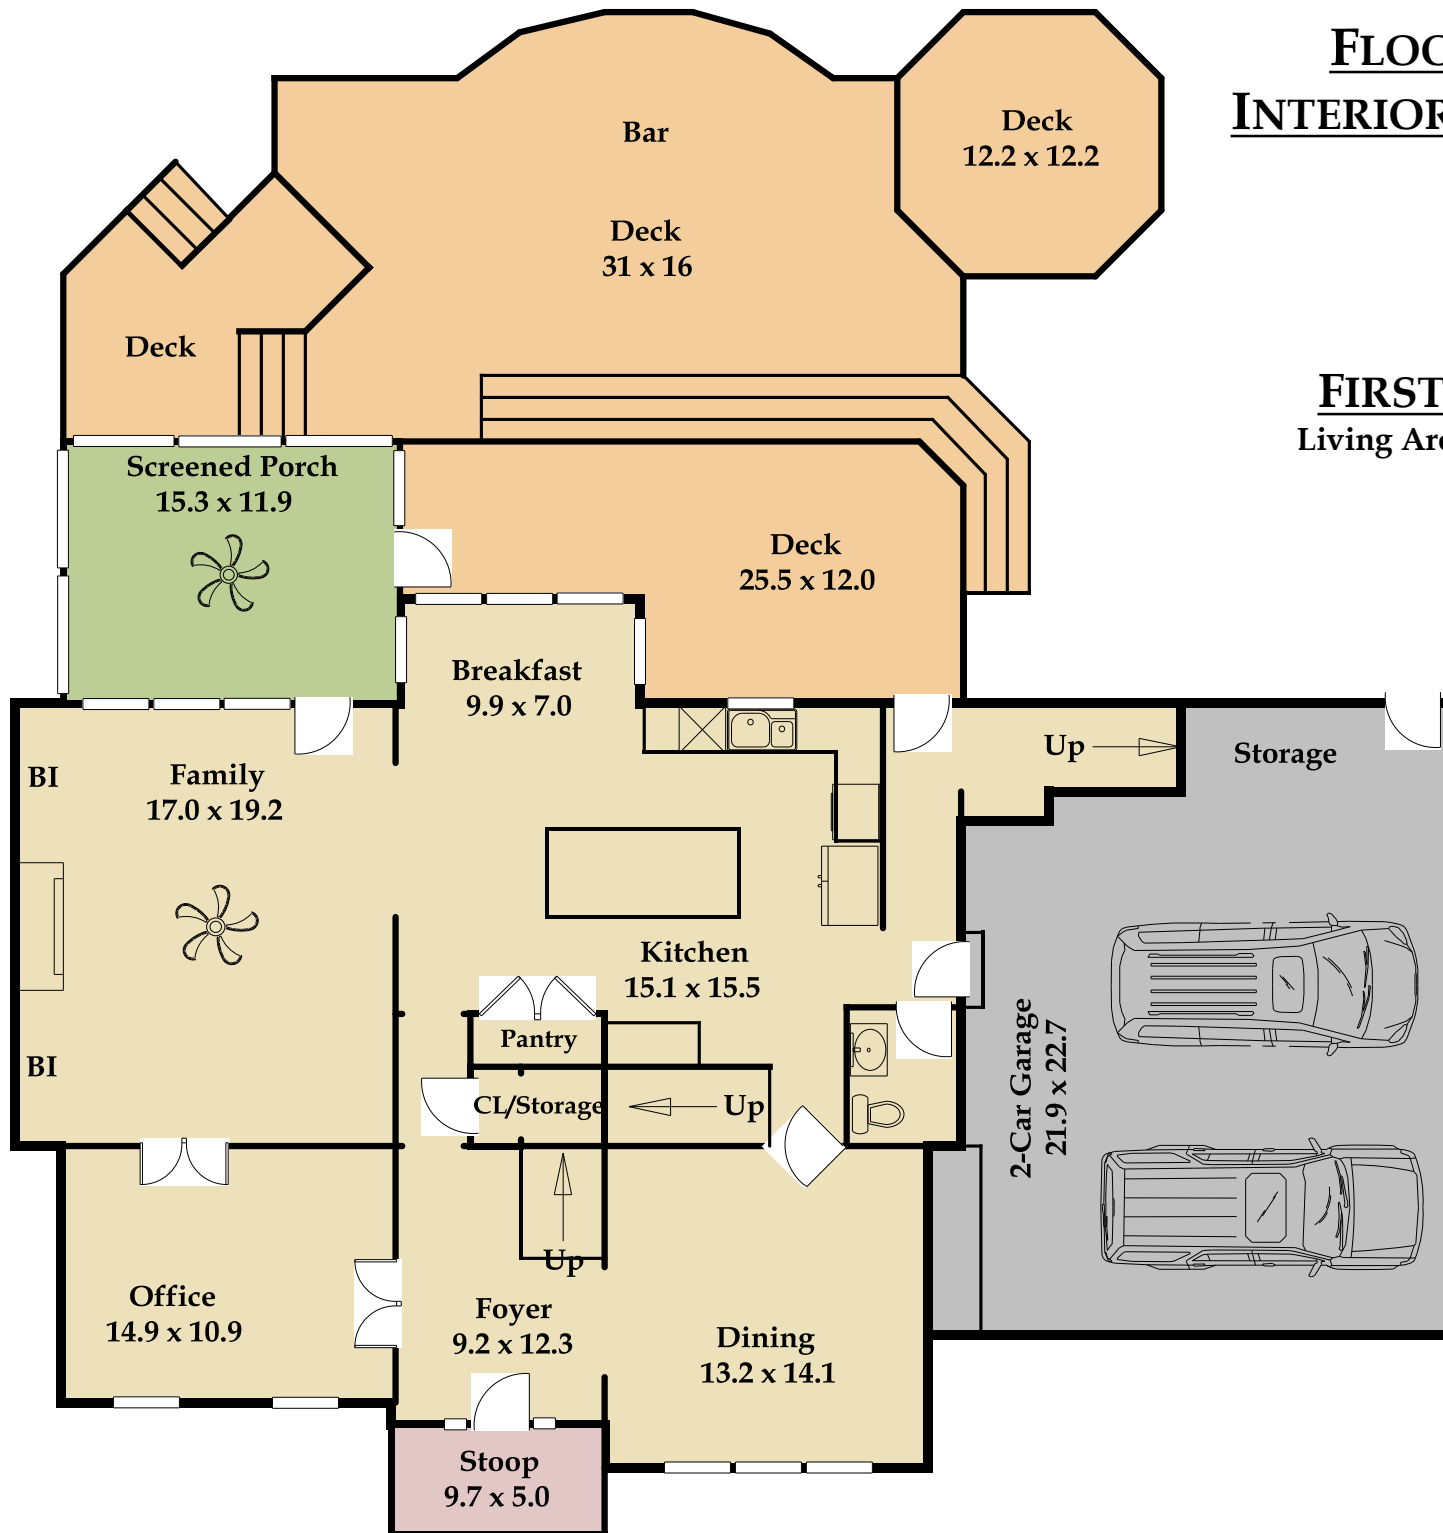 FLOO
INTERIOR
Bar
Deck
12.2 x 12.2
Deck
31 x 16
Deck
FIRST
Living Are
Screened Porch
15.3 x 11.9
Deck
25.5 x 12.0
Breakfast
9.9 x 7.0
BI
Family
17.0 x 19.2
Up
Storage
Kitchen
15.1 x 15.5
Pantry
BI
CL/Storage
Up
2-Car Garage
21.9 x 22.7
Up
Office
14.9 x 10.9
Foyer
9.2 x 12.3
Dining
13.2 x 14.1
Stoop
9.7 x 5.0